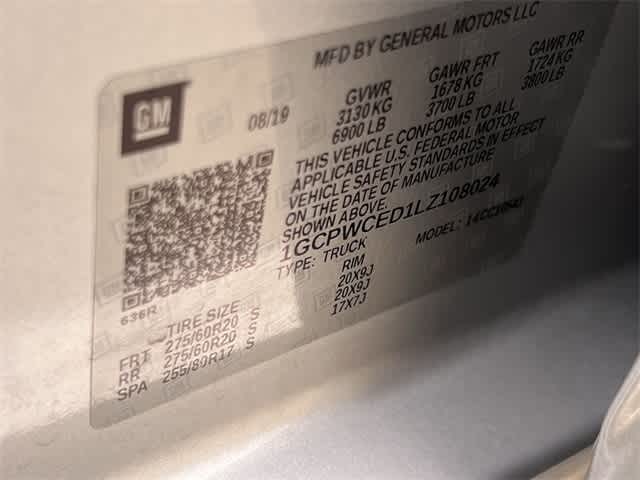 MFD BY GENERAL MOTORS LLC
GM
08/19
GVWR GAWR FRT GAWR RR
3130 KG 1678 KG 1724 KG
6900 LB 3700 LB 3800 LB
THIS VEHICLE CONFORMS TO ALL
APPLICABLE U.S. FEDERAL MOTOR
VEHICLE SAFETY STANDARDS IN EFFECT
ON THE DATE OF MANUFACTURE
SHOWN ABOVE.
1GCPWCED1LZ108024
TYPE: TRUCK MODEL:
636R
TIRE SIZE RIM
FRT 275/60R20 S 20X9J
RR 275/60R20 S 20X9J
SPA 255/80R17 S 17X7J